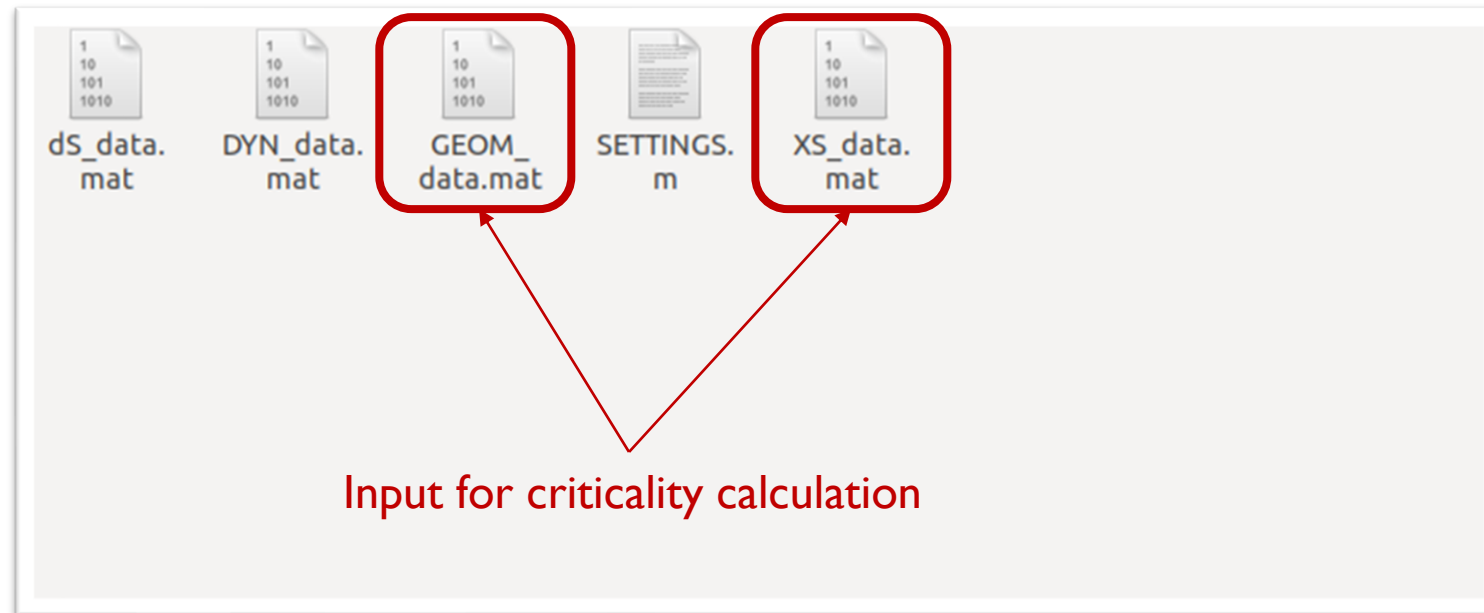 1
10
101
1010
1
10
101
1010
1
10
101
1010
1
10
101
1010
dS_data.
mat
DYN_data.
mat
GEOM_
data.mat
SETTINGS.
m
XS_data.
mat
Input for criticality calculation